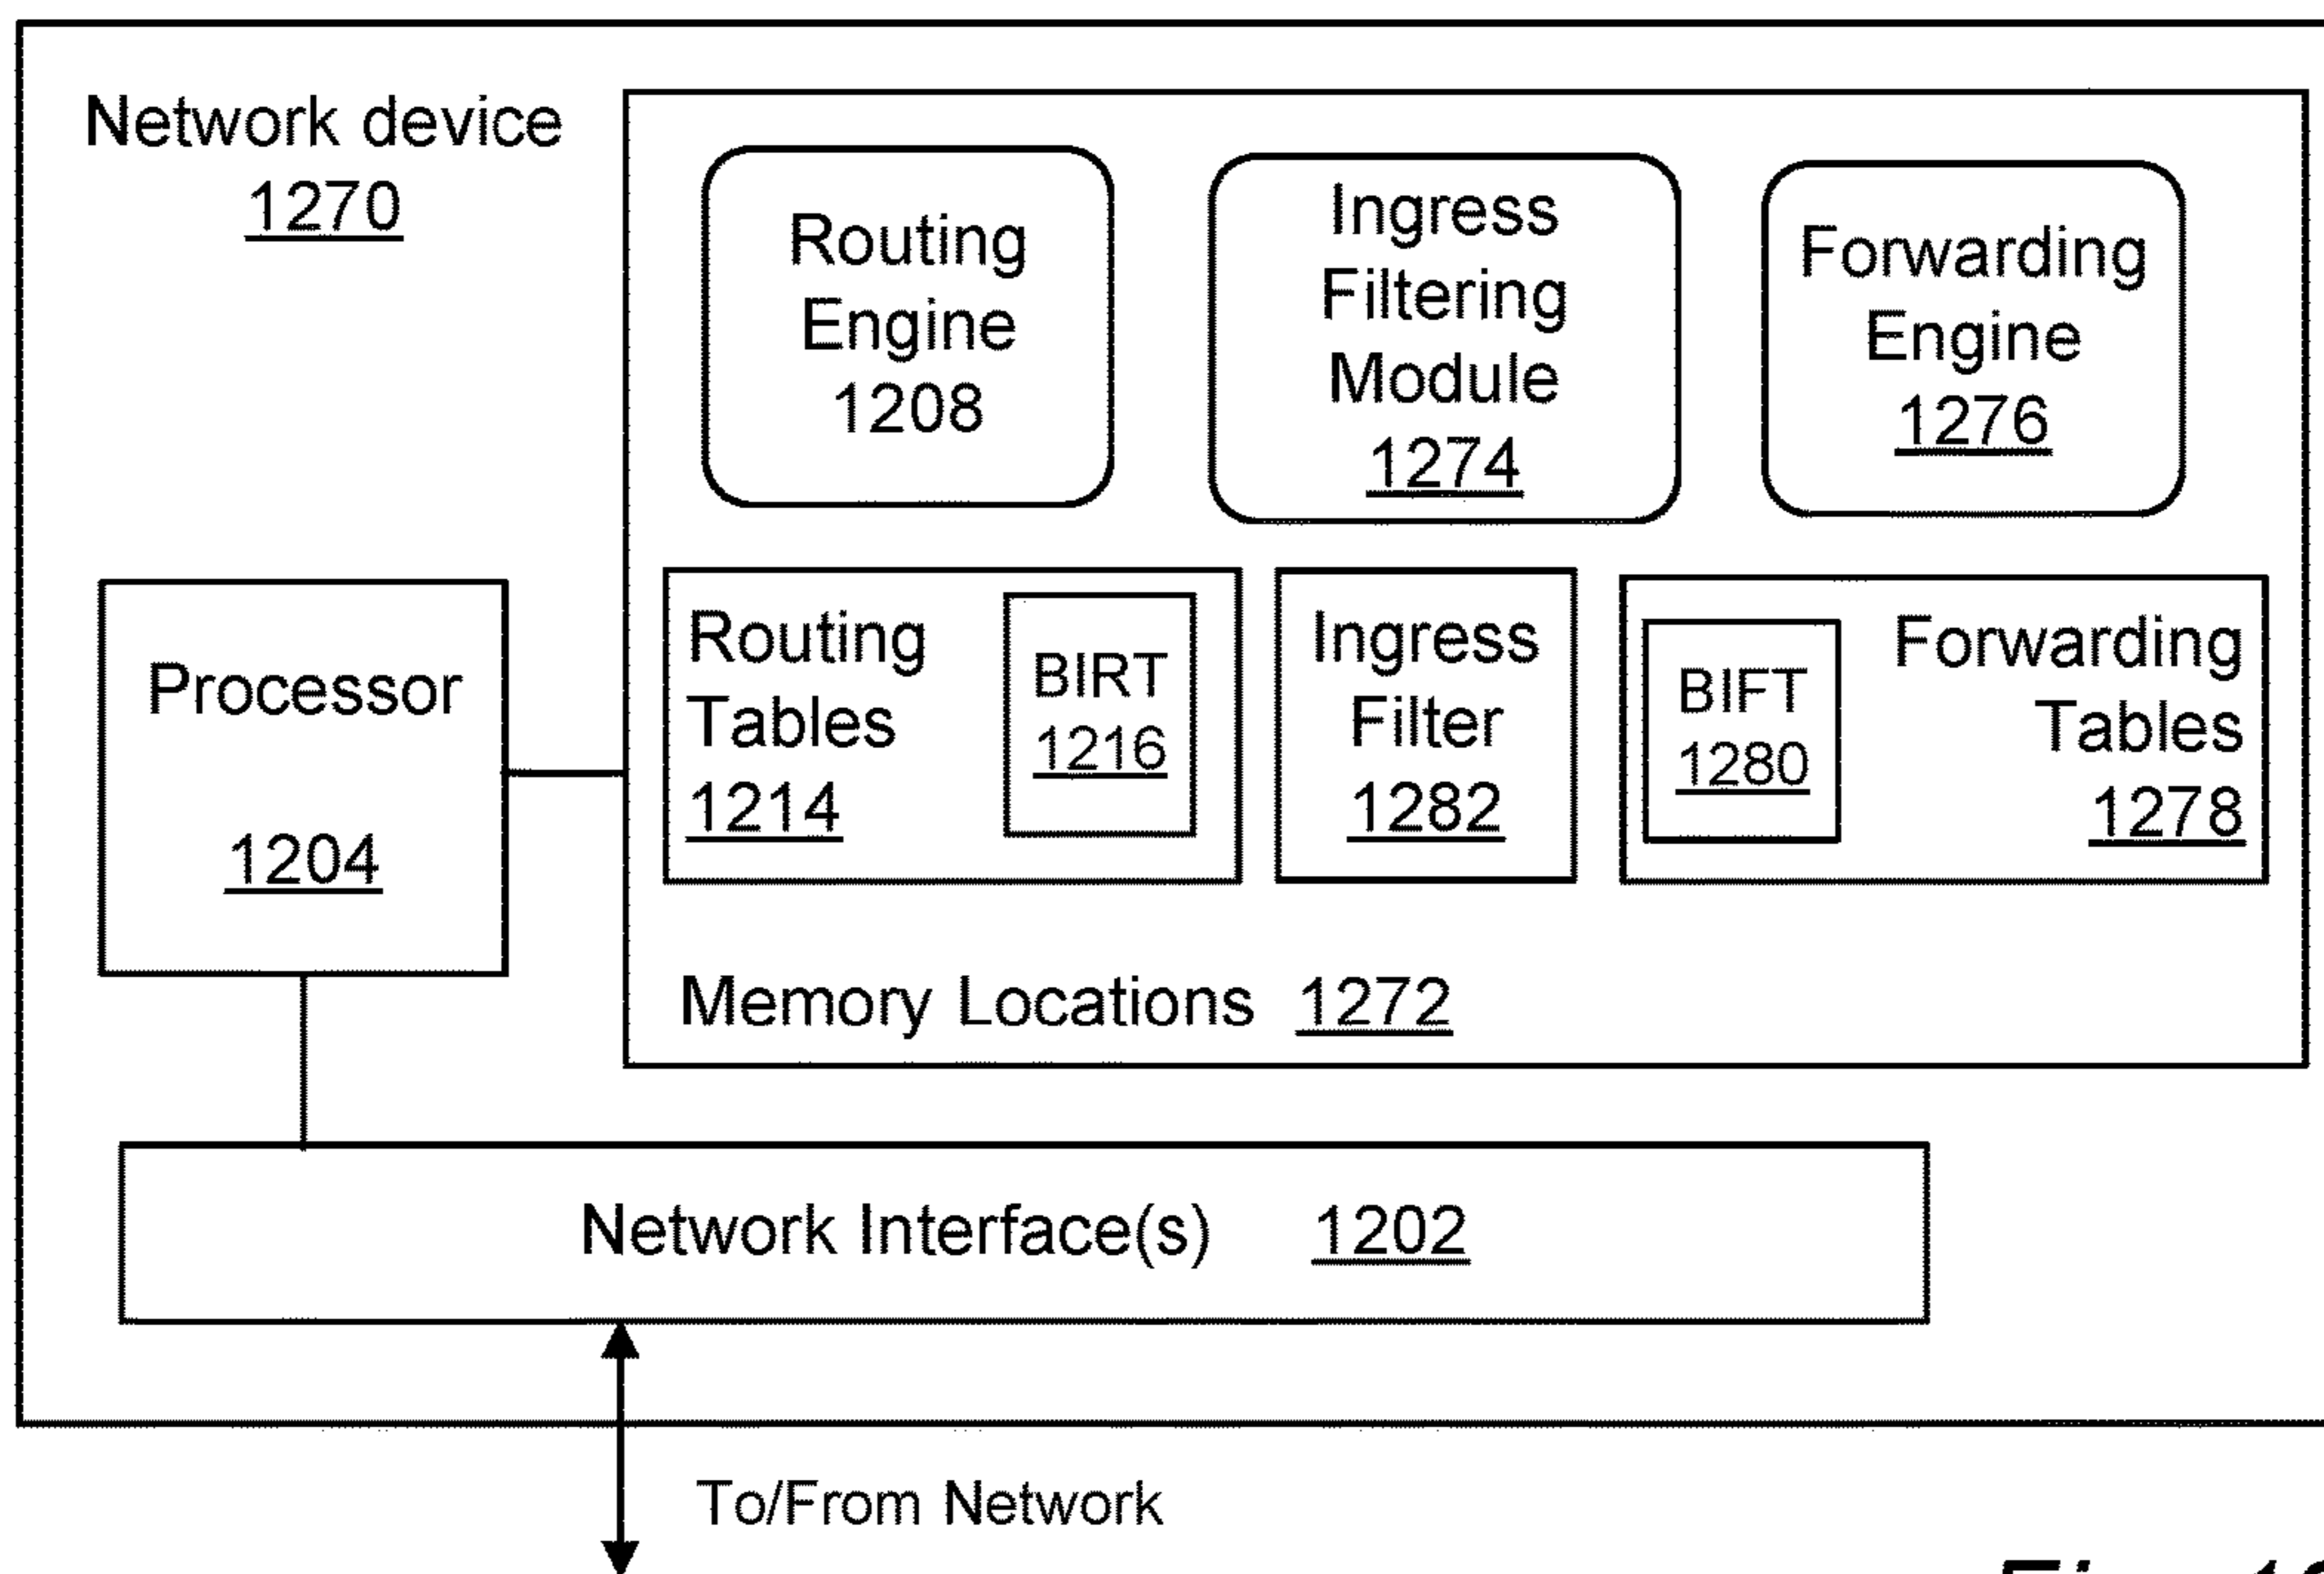 Network device
1270
Routing
Engine
1208
Ingress
Filtering
Module
1274
Forwarding
Engine
1276
Processor
1204
Routing
Tables
1214
BIRT
1216
Ingress
Filter
1282
BIFT
1280
Forwarding
Tables
1278
Memory Locations 1272
Network Interface(s) 1202
To/From Network